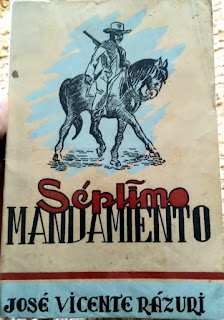 Séptimo
MANDAMIENTO
JOSÉ VICENTE RÁZURI